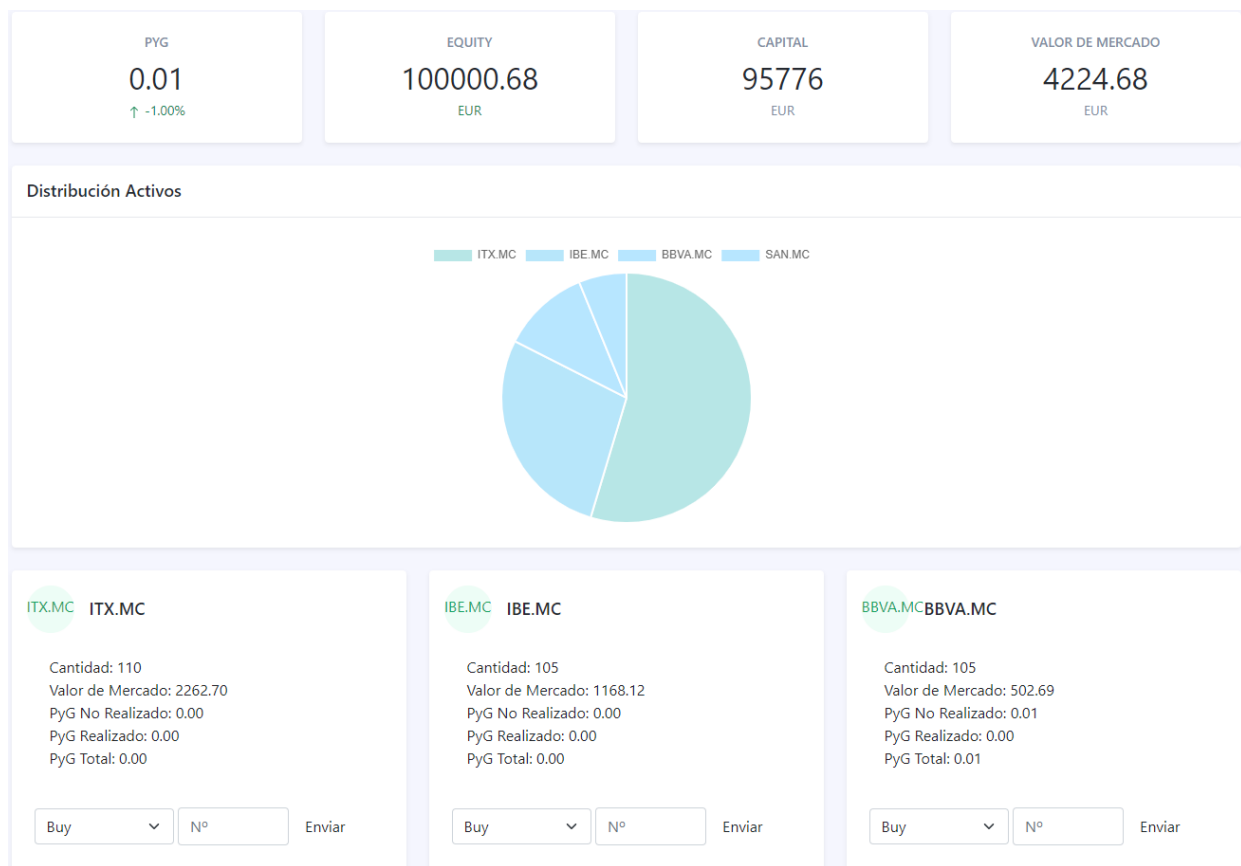 PYG
0.01
↑ -1.00%
EQUITY
100000.68
EUR
CAPITAL
95776
EUR
VALOR DE MERCADO
4224.68
EUR
Distribución Activos
ITX.MC IBE.MC BBVA.MC SAN.MC
ITX.MC ITX.MC
Cantidad: 110
Valor de Mercado: 2262.70
PyG No Realizado: 0.00
PyG Realizado: 0.00
PyG Total: 0.00
Buy Nº Enviar
IBE.MC IBE.MC
Cantidad: 105
Valor de Mercado: 1168.12
PyG No Realizado: 0.00
PyG Realizado: 0.00
PyG Total: 0.00
Buy Nº Enviar
BBVA.MC BBVA.MC
Cantidad: 105
Valor de Mercado: 502.69
PyG No Realizado: 0.01
PyG Realizado: 0.00
PyG Total: 0.01
Buy Nº Enviar